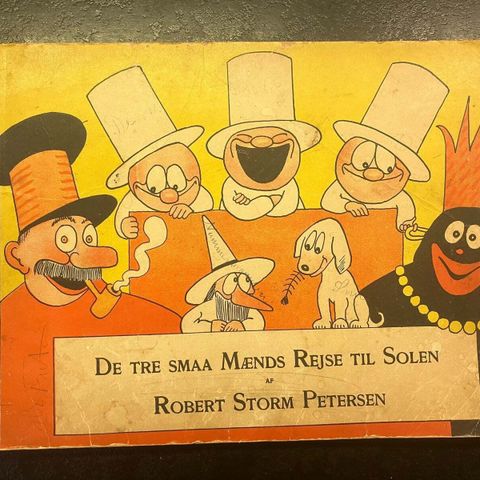 DE TRE SMAA MÆNDS REJSE TIL SOLEN
AF
ROBERT STORM PETERSEN